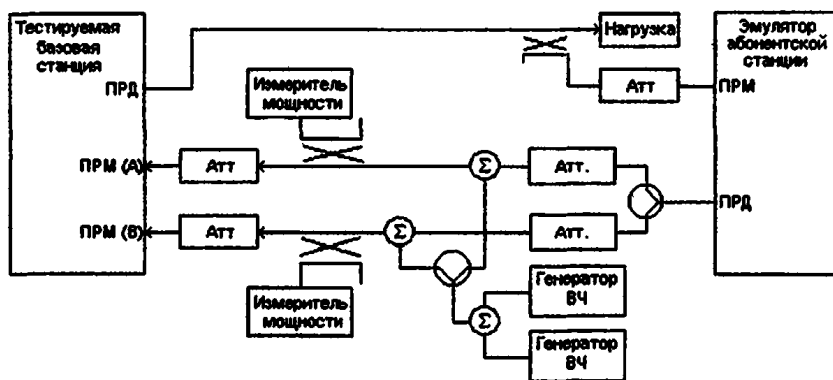 Тестируемая
базовая
станция
ПРД
ПРМ (А)
ПРМ (В)
Измеритель
мощности
Атт
Атт
Измеритель
мощности
Σ
Σ
Σ
Нагрузка
Атт
Атт.
Атт.
Генератор
ВЧ
Генератор
ВЧ
Эмулятор
абонентской
станции
ПРМ
ПРД